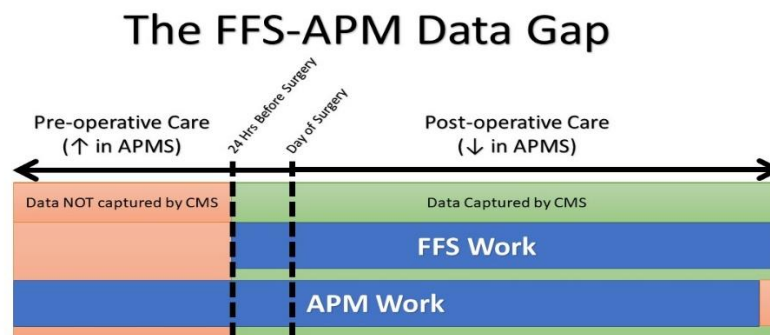 The FFS-APM Data Gap
Pre-operative Care
(↑ in APMS)
24 Hrs Before Surgery
Day of Surgery
Post-operative Care
(↓ in APMS)
Data NOT captured by CMS
Data Captured by CMS
FFS Work
APM Work